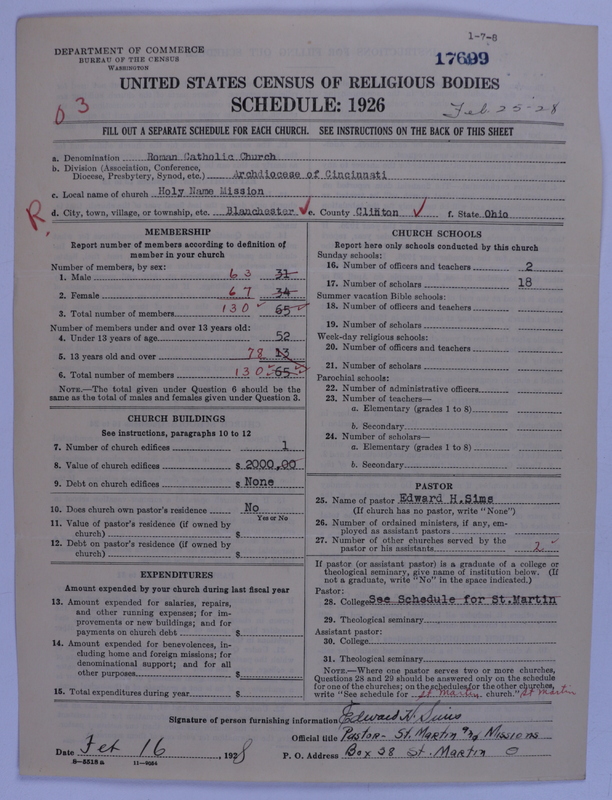 1-7-8
DEPARTMENT OF COMMERCE
BUREAU OF THE CENSUS
WASHINGTON
17699
UNITED STATES CENSUS OF RELIGIOUS BODIES
SCHEDULE: 1926
D 3
Feb. 25-28
FILL OUT A SEPARATE SCHEDULE FOR EACH CHURCH. SEE INSTRUCTIONS ON THE BACK OF THIS SHEET
a. Denomination Roman Catholic Church
b. Division (Association, Conference, Diocese, Presbytery, Synod, etc.) Archdiocese of Cincinnati
c. Local name of church Holy Name Mission
R. d. City, town, village, or township, etc. Blanchester e. County Clinton f. State Ohio
MEMBERSHIP
Report number of members according to definition of
member in your church
Number of members, by sex:
1. Male 63 31
2. Female 67 34
3. Total number of members 130 65
Number of members under and over 13 years old:
4. Under 13 years of age 52
5. 13 years old and over 78 13
6. Total number of members 130 65
NOTE.—The total given under Question 6 should be the
same as the total of males and females given under Question 3.
CHURCH BUILDINGS
See instructions, paragraphs 10 to 12
7. Number of church edifices 1
8. Value of church edifices $ 2000,00
9. Debt on church edifices $ None
10. Does church own pastor's residence No
Yes or No
11. Value of pastor's residence (if owned by
church) $
12. Debt on pastor's residence (if owned by
church) $
EXPENDITURES
Amount expended by your church during last fiscal year
13. Amount expended for salaries, repairs,
and other running expenses; for im-
provements or new buildings; and for
payments on church debt $
14. Amount expended for benevolences, in-
cluding home and foreign missions; for
denominational support; and for all
other purposes $
15. Total expenditures during year $
CHURCH SCHOOLS
Report here only schools conducted by this church
Sunday schools:
16. Number of officers and teachers 2
17. Number of scholars 18
Summer vacation Bible schools:
18. Number of officers and teachers
19. Number of scholars
Week-day religious schools:
20. Number of officers and teachers
21. Number of scholars
Parochial schools:
22. Number of administrative officers
23. Number of teachers—
a. Elementary (grades 1 to 8)
b. Secondary
24. Number of scholars—
a. Elementary (grades 1 to 8)
b. Secondary
PASTOR
25. Name of pastor Edward H.Sims
(If church has no pastor, write "None")
26. Number of ordained ministers, if any, em-
ployed as assistant pastors
27. Number of other churches served by the
pastor or his assistants 2
If pastor (or assistant pastor) is a graduate of a college or
theological seminary, give name of institution below. (If
not a graduate, write "No" in the space indicated.)
Pastor:
28. College See Schedule for St.Martin
29. Theological seminary
Assistant pastor:
30. College
31. Theological seminary
NOTE.—Where one pastor serves two or more churches,
Questions 28 and 29 should be answered only on the schedule
for one of the churches; on the schedules for the other churches,
write "See schedule for St. Martin church." St Martin
Signature of person furnishing information Edward H. Sims
Official title Pastor- St. Martin and Missions
Date Feb 16, 1928
P. O. Address Box 28 St. Martin O
8-5518a 11-9084